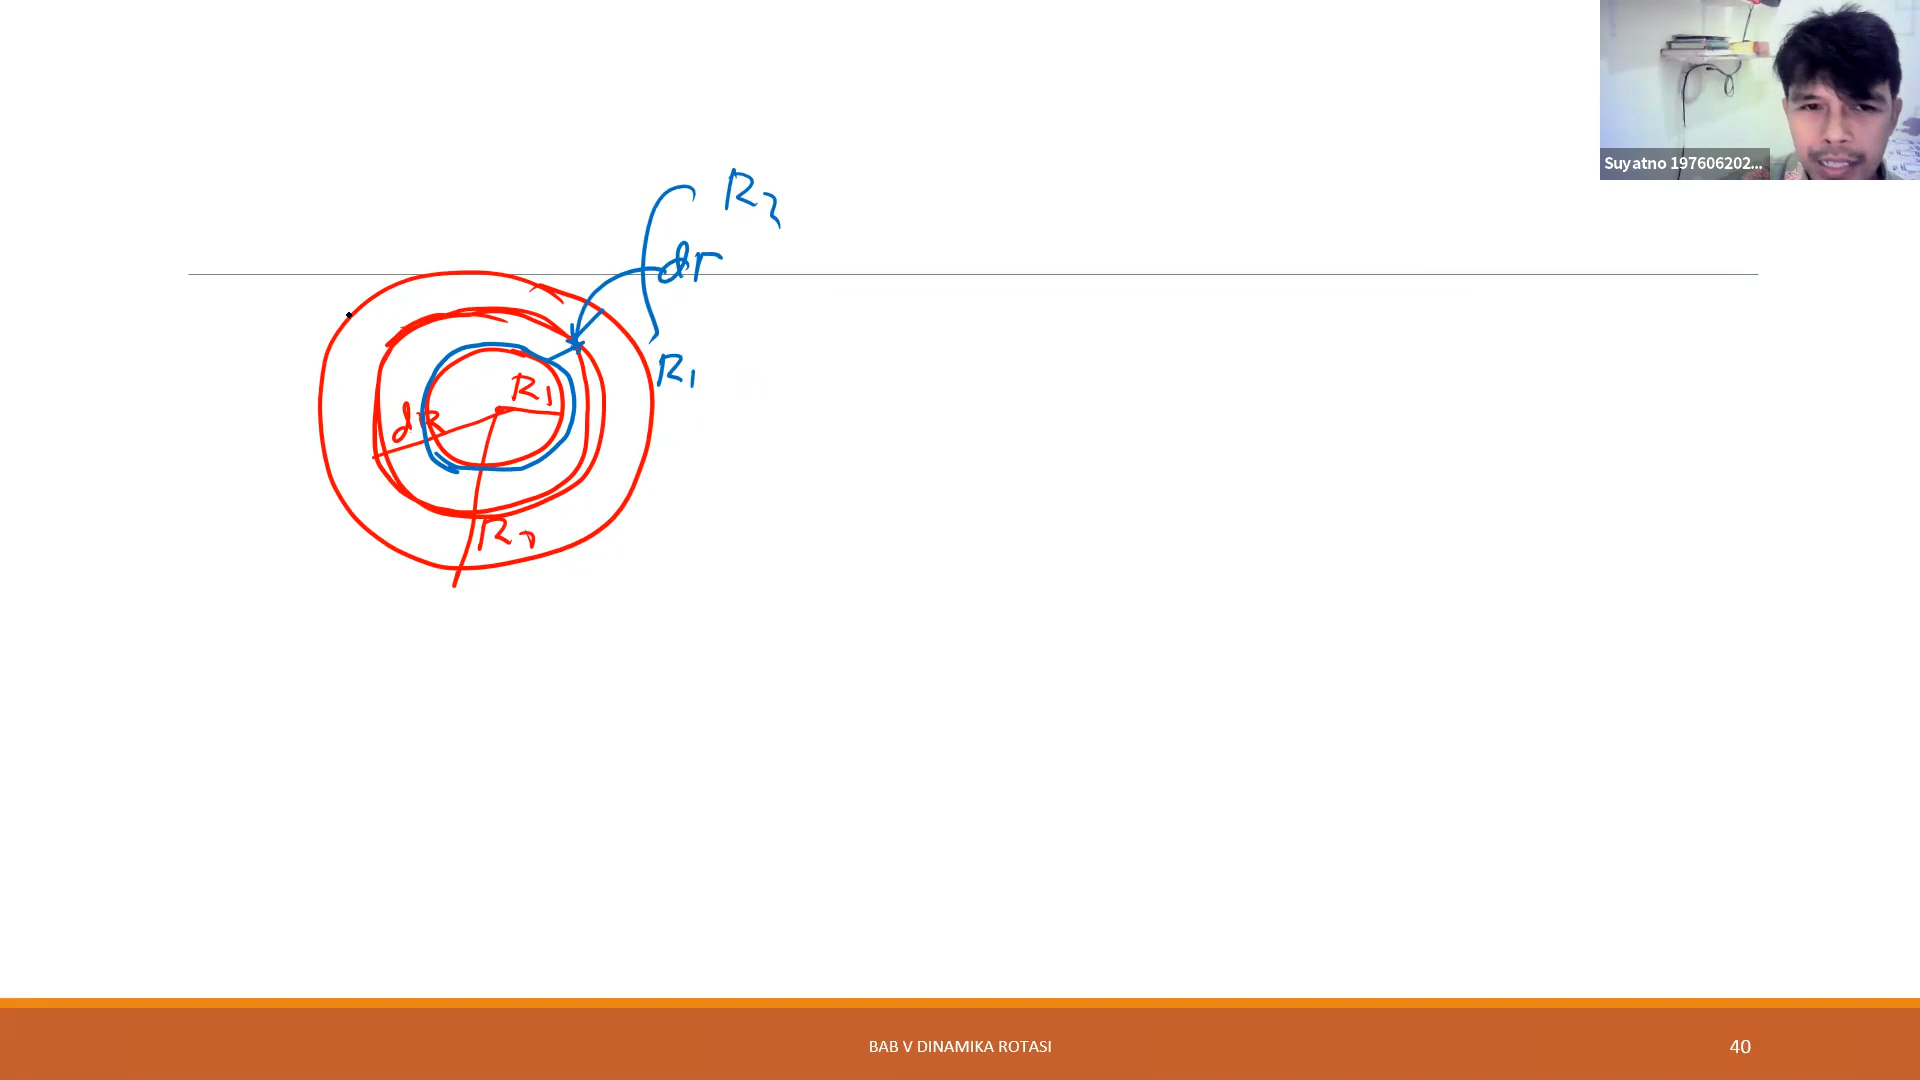 Suyatno 197606202...
R2
dr
R1
R1
dR
R2
BAB V DINAMIKA ROTASI
40